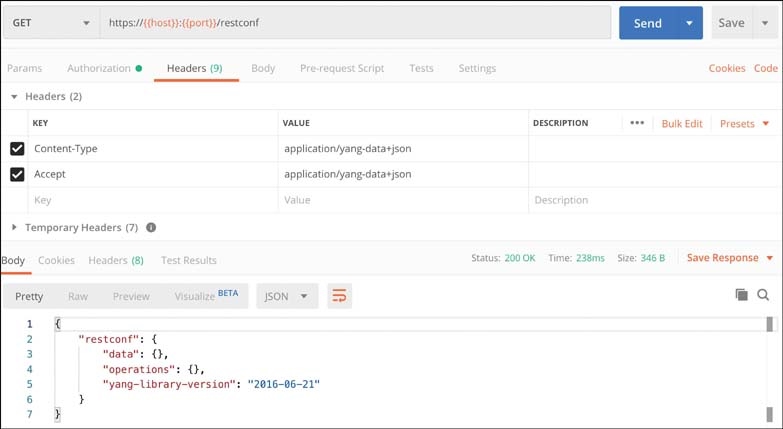 GET https://{{host}}:{{port}}/restconf Send Save
Params Authorization Headers (9) Body Pre-request Script Tests Settings Cookies Code
Headers (2)
KEY VALUE DESCRIPTION ••• Bulk Edit Presets
Content-Type application/yang-data+json
Accept application/yang-data+json
Key Value Description
Temporary Headers (7) i
Body Cookies Headers (8) Test Results Status: 200 OK Time: 238ms Size: 346 B Save Response
Pretty Raw Preview Visualize BETA JSON
1 {
2 "restconf": {
3 "data": {},
4 "operations": {},
5 "yang-library-version": "2016-06-21"
6 }
7 }